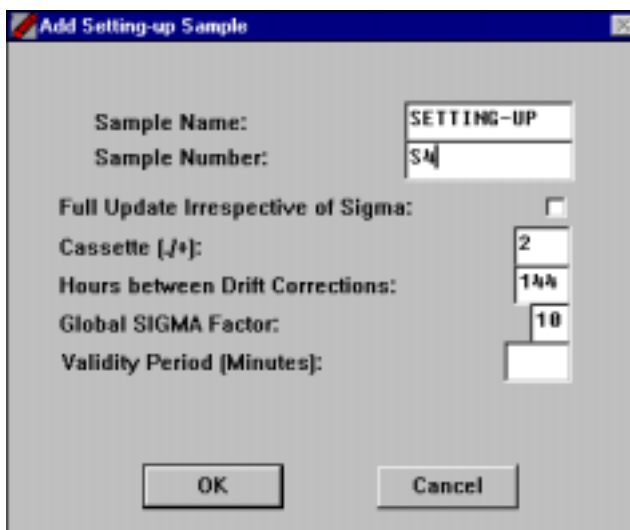 Add Setting-up Sample
Sample Name: SETTING-UP
Sample Number: S4
Full Update Irrespective of Sigma:
Cassette (./+): 2
Hours between Drift Corrections: 144
Global SIGMA Factor: 10
Validity Period (Minutes):
OK Cancel